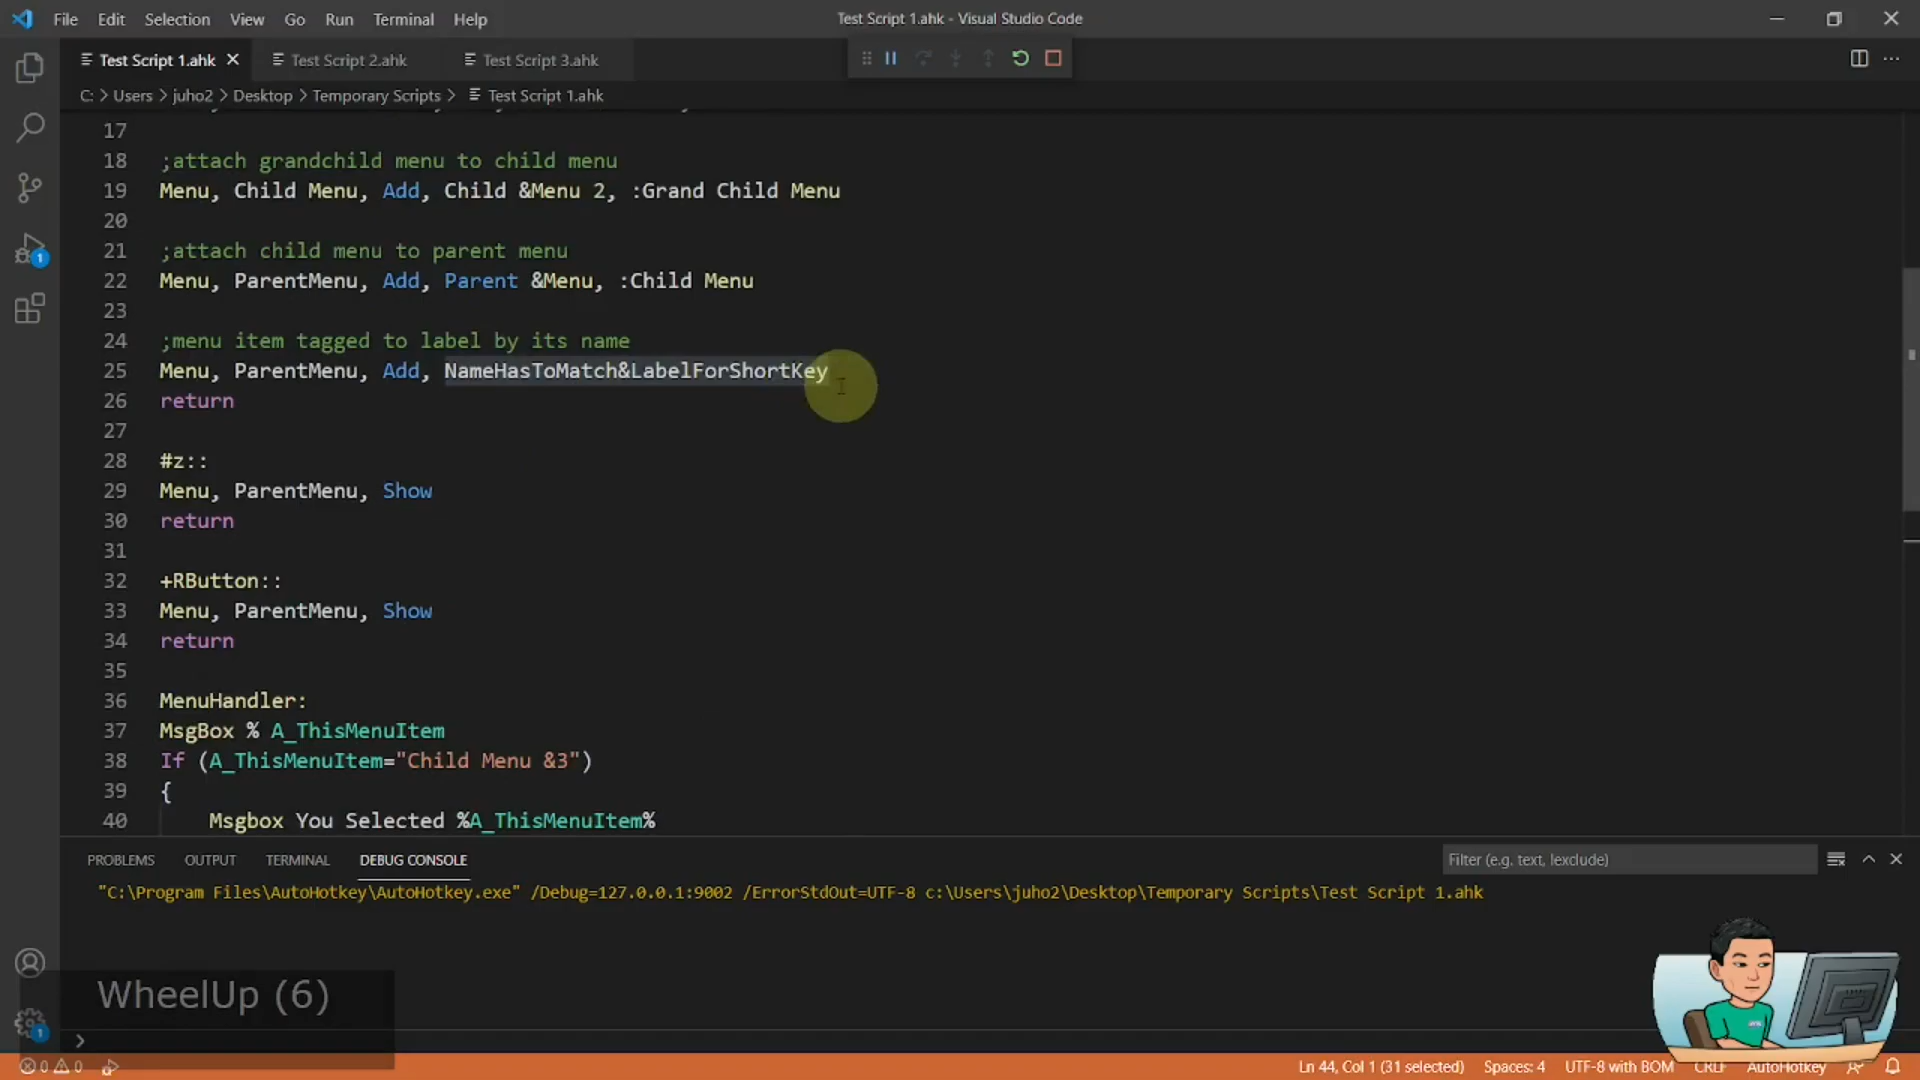 File Edit Selection View Go Run Terminal Help
Test Script 1.ahk - Visual Studio Code
Test Script 1.ahk Test Script 2.ahk Test Script 3.ahk
C: > Users > juho2 > Desktop > Temporary Scripts > Test Script 1.ahk
17
18 ;attach grandchild menu to child menu
19 Menu, Child Menu, Add, Child &Menu 2, :Grand Child Menu
20
21 ;attach child menu to parent menu
22 Menu, ParentMenu, Add, Parent &Menu, :Child Menu
23
24 ;menu item tagged to label by its name
25 Menu, ParentMenu, Add, NameHasToMatch&LabelForShortKey
26 return
27
28 #z::
29 Menu, ParentMenu, Show
30 return
31
32 +RButton::
33 Menu, ParentMenu, Show
34 return
35
36 MenuHandler:
37 MsgBox % A_ThisMenuItem
38 If (A_ThisMenuItem="Child Menu &3")
39 {
40 Msgbox You Selected %A_ThisMenuItem%
PROBLEMS OUTPUT TERMINAL DEBUG CONSOLE
Filter (e.g. text, !exclude)
"C:\Program Files\AutoHotkey\AutoHotkey.exe" /Debug=127.0.0.1:9002 /ErrorStdOut=UTF-8 c:\Users\juho2\Desktop\Temporary Scripts\Test Script 1.ahk
WheelUp (6)
1
1
0 0
Ln 44, Col 1 (31 selected) Spaces: 4 UTF-8 with BOM CRLF AutoHotkey